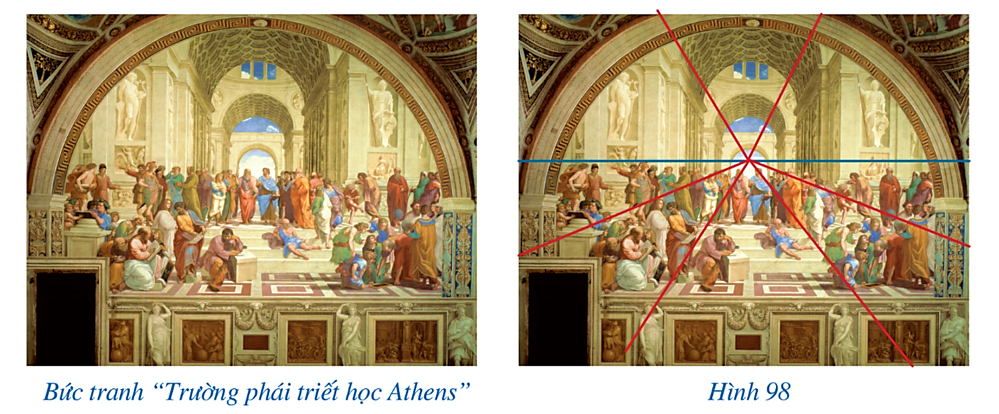 Bức tranh “Trường phái triết học Athens”
Hình 98